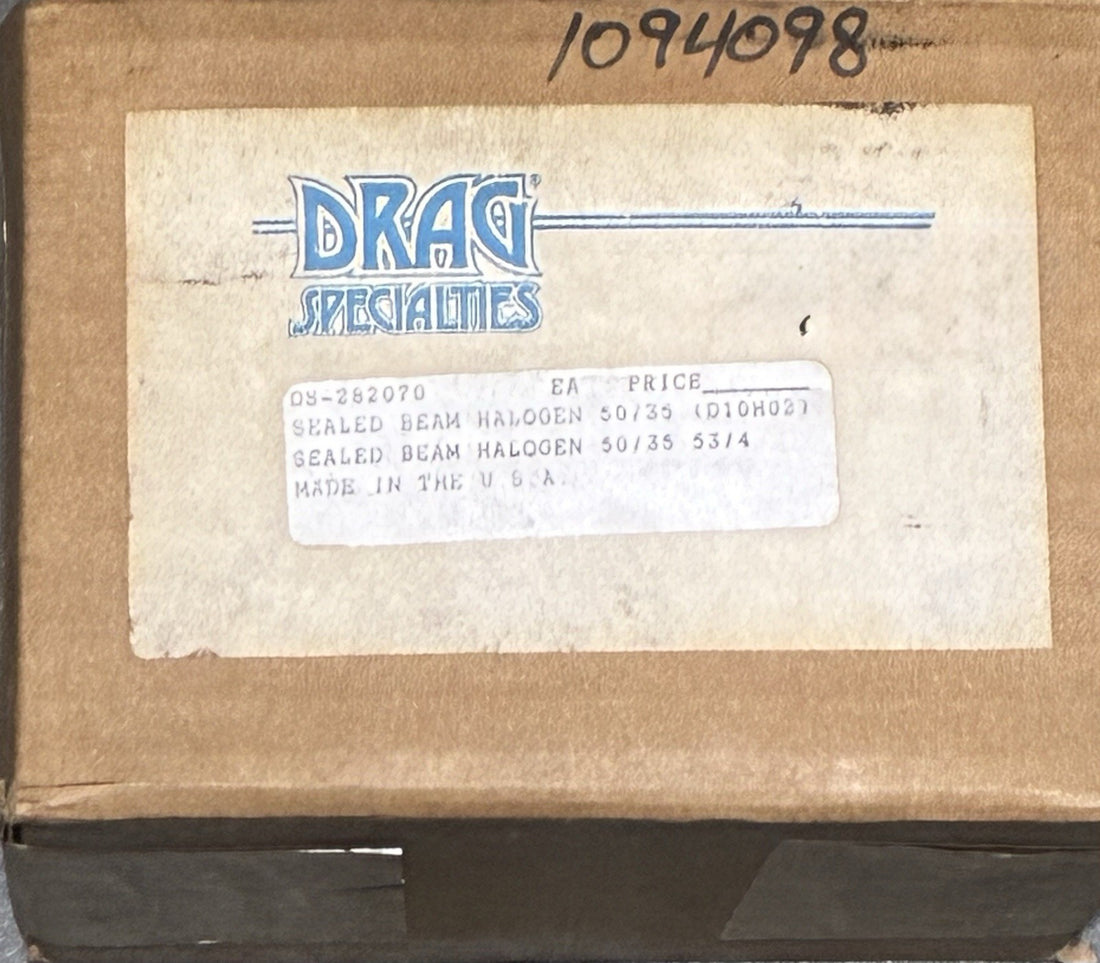 1094098
DRAG®
SPECIALTIES
DS-282070 EA PRICE________
SEALED BEAM HALOGEN 50/35 (D10H02)
SEALED BEAM HALOGEN 50/35 53/4
MADE IN THE U S A